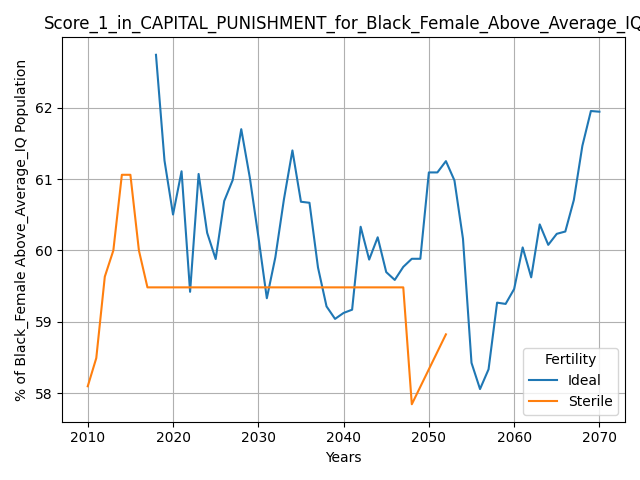 Score_1_in_CAPITAL_PUNISHMENT_for_Black_Female_Above_Average_IQ
% of Black_Female Above_Average_IQ Population
62
61
60
59
58
2010 2020 2030 2040 2050 2060 2070
Years
Fertility
Ideal
Sterile